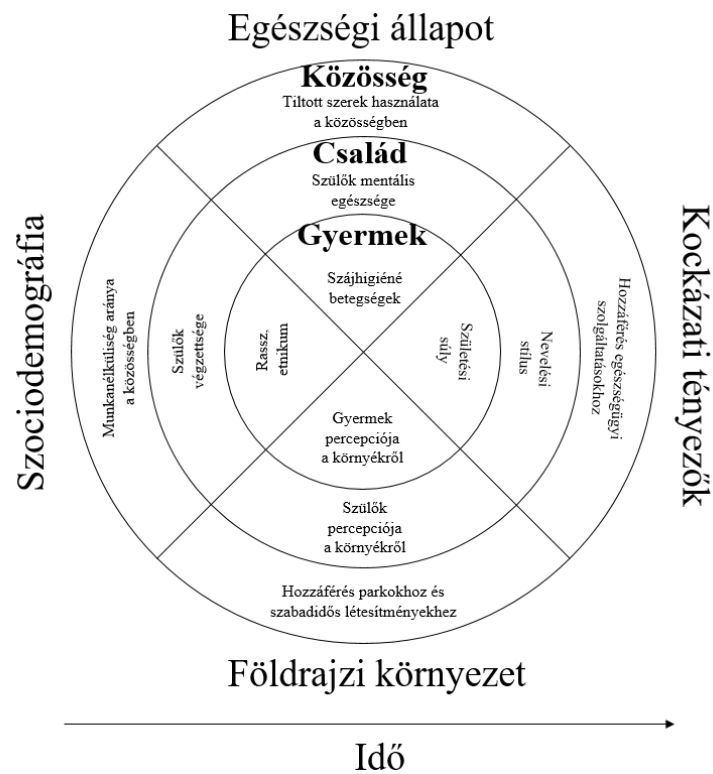 Egészségi állapot
Közösség
Tiltott szerek használata
a közösségben
Család
Szülők mentális
egészsége
Gyermek
Szájhigiéné
betegségek
Szociodemográfia
Munkanélküliség aránya
a közösségben
Szülők
végzettsége
Rassz,
etnikum
Születési
súly
Nevelési
stílus
Hozzáférés egészségügyi
szolgáltatásokhoz
Kockázati tényezők
Gyermek
percepciója
a környékről
Szülők
percepciója
a környékről
Hozzáférés parkokhoz és
szabadidős létesítményekhez
Földrajzi környezet
Idő